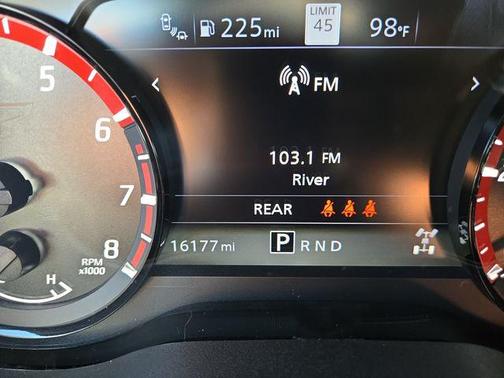 225mi LIMIT 45 98°F
FM
103.1 FM
River
REAR
16177mi P R N D
5
6
7
8
RPM
x1000
H